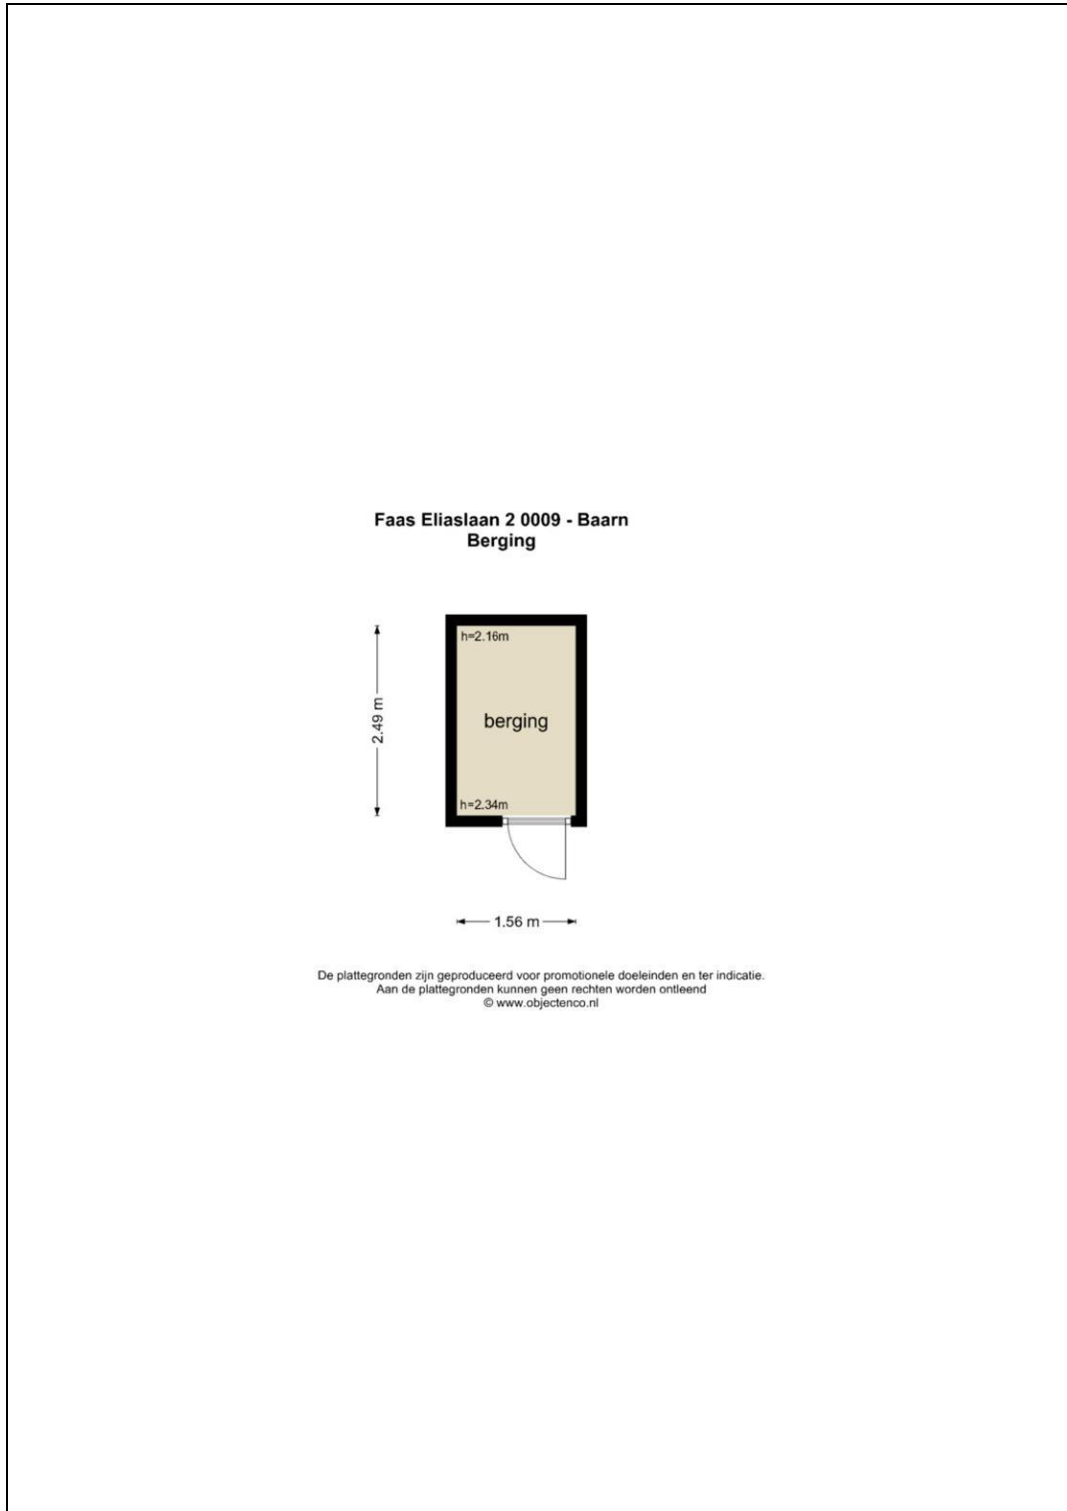 Faas Eliaslaan 2 0009 - Baarn
Berging
h=2.16m
2.49 m
berging
h=2.34m
1.56 m
De plattegronden zijn geproduceerd voor promotionele doeleinden en ter indicatie.
Aan de plattegronden kunnen geen rechten worden ontleend
© www.objectenco.nl